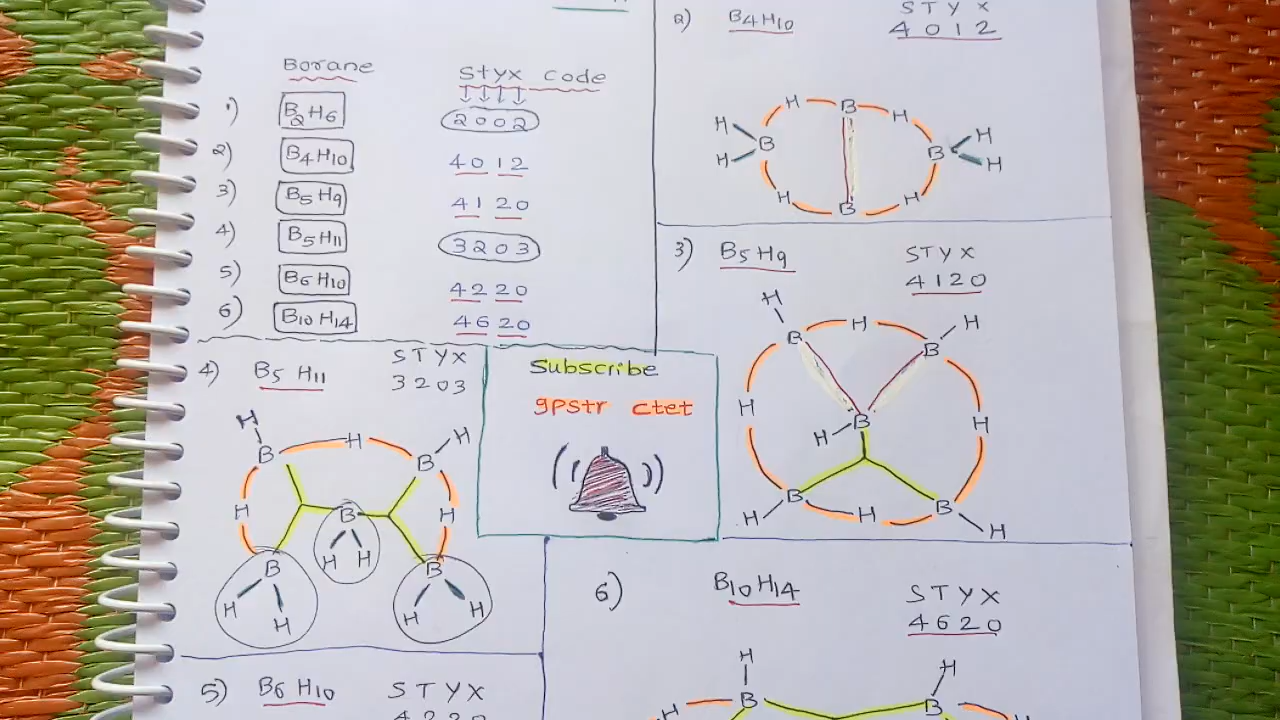 Borane styx code
1) B2H6 2002
2) B4H10 4012
3) B5H9 4120
4) B5H11 3203
5) B6H10 4220
6) B10H14 4620
2) B4H10 STYX
4012
H B H
H B B H
H H
H B H
3) B5H9 STYX
4120
H
B H B H
H H
H B
B H B
H H
4) B5H11 STYX
3203
H
B H B H
H B H
H H
B B
H H H H
Subscribe
gpstr ctet
5) B6H10 STYX
4220
6) B10H14 STYX
4620
H H
H B B H